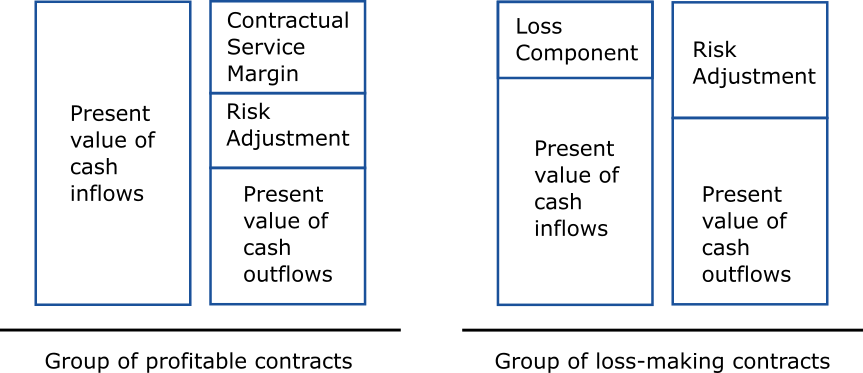 Present
value of
cash
inflows
Contractual
Service
Margin
Risk
Adjustment
Present
value of
cash
outflows
Group of profitable contracts
Loss
Component
Present
value of
cash
inflows
Risk
Adjustment
Present
value of
cash
outflows
Group of loss-making contracts